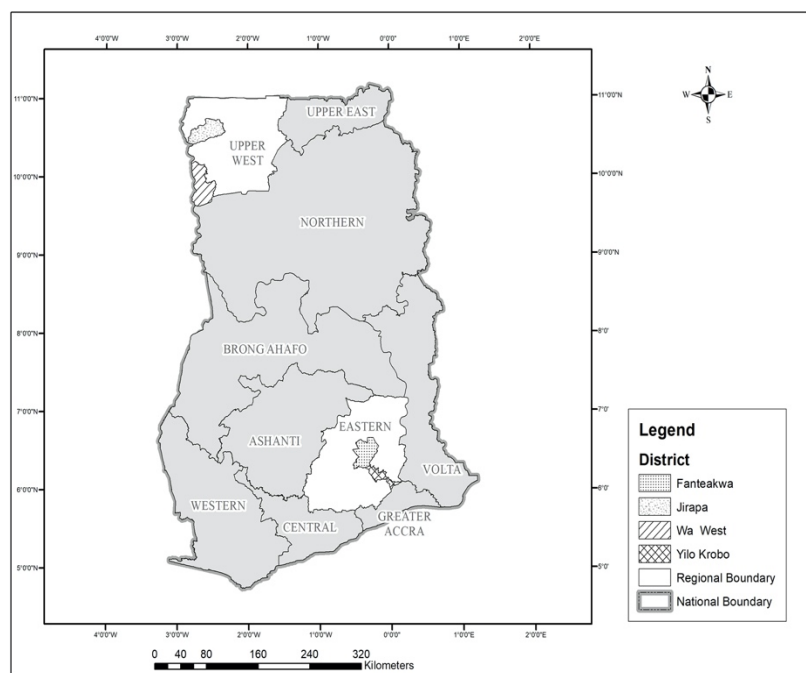 4°0'0"W 3°0'0"W 2°0'0"W 1°0'0"W 0°0'0" 1°0'0"E 2°0'0"E
N
W E
S
11°0'0"N
11°0'0"N
UPPER EAST
UPPER
WEST
10°0'0"N
10°0'0"N
NORTHERN
9°0'0"N
9°0'0"N
8°0'0"N
8°0'
BRONG AHAFO
7°0'0"N
7°0'
EASTERN
ASHANTI
VOLTA
6°0'0"N
6°0'
WESTERN
GREATER
ACCRA
CENTRAL
5°0'0"N
5°0'
4°0'0"W 3°0'0"W 2°0'0"W 1°0'0"W 0°0'0" 1°0'0"E 2°0'0"E
0 40 80 160 240 320
Kilometers
Legend
District
Fanteakwa
Jirapa
Wa West
Yilo Krobo
Regional Boundary
National Boundary